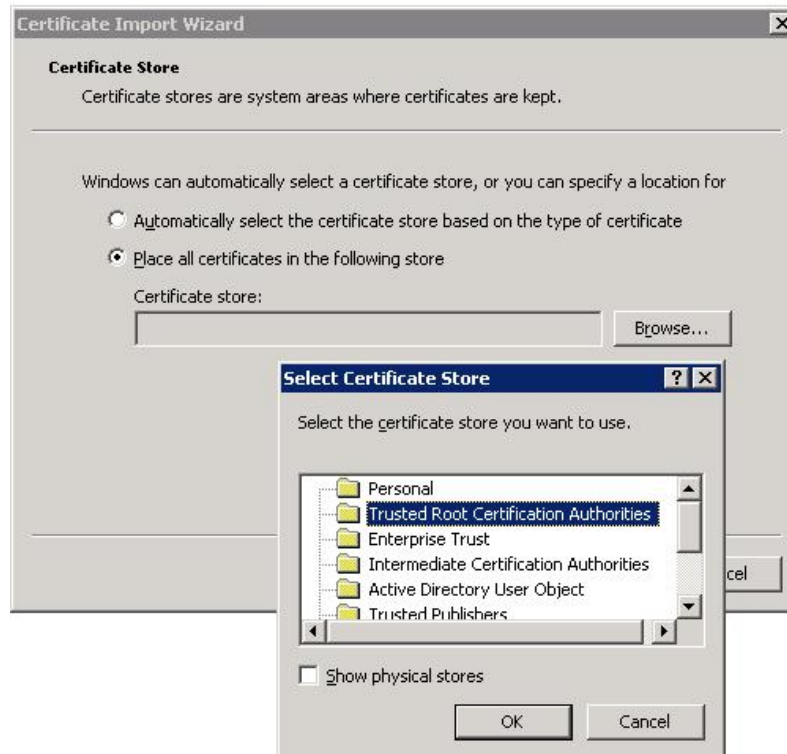 Certificate Import Wizard
Certificate Store
Certificate stores are system areas where certificates are kept.
Windows can automatically select a certificate store, or you can specify a location for
Automatically select the certificate store based on the type of certificate
Place all certificates in the following store
Certificate store:
Browse...
Select Certificate Store
Select the certificate store you want to use.
Personal
Trusted Root Certification Authorities
Enterprise Trust
Intermediate Certification Authorities
Active Directory User Object
Trusted Publishers
cel
Show physical stores
OK Cancel